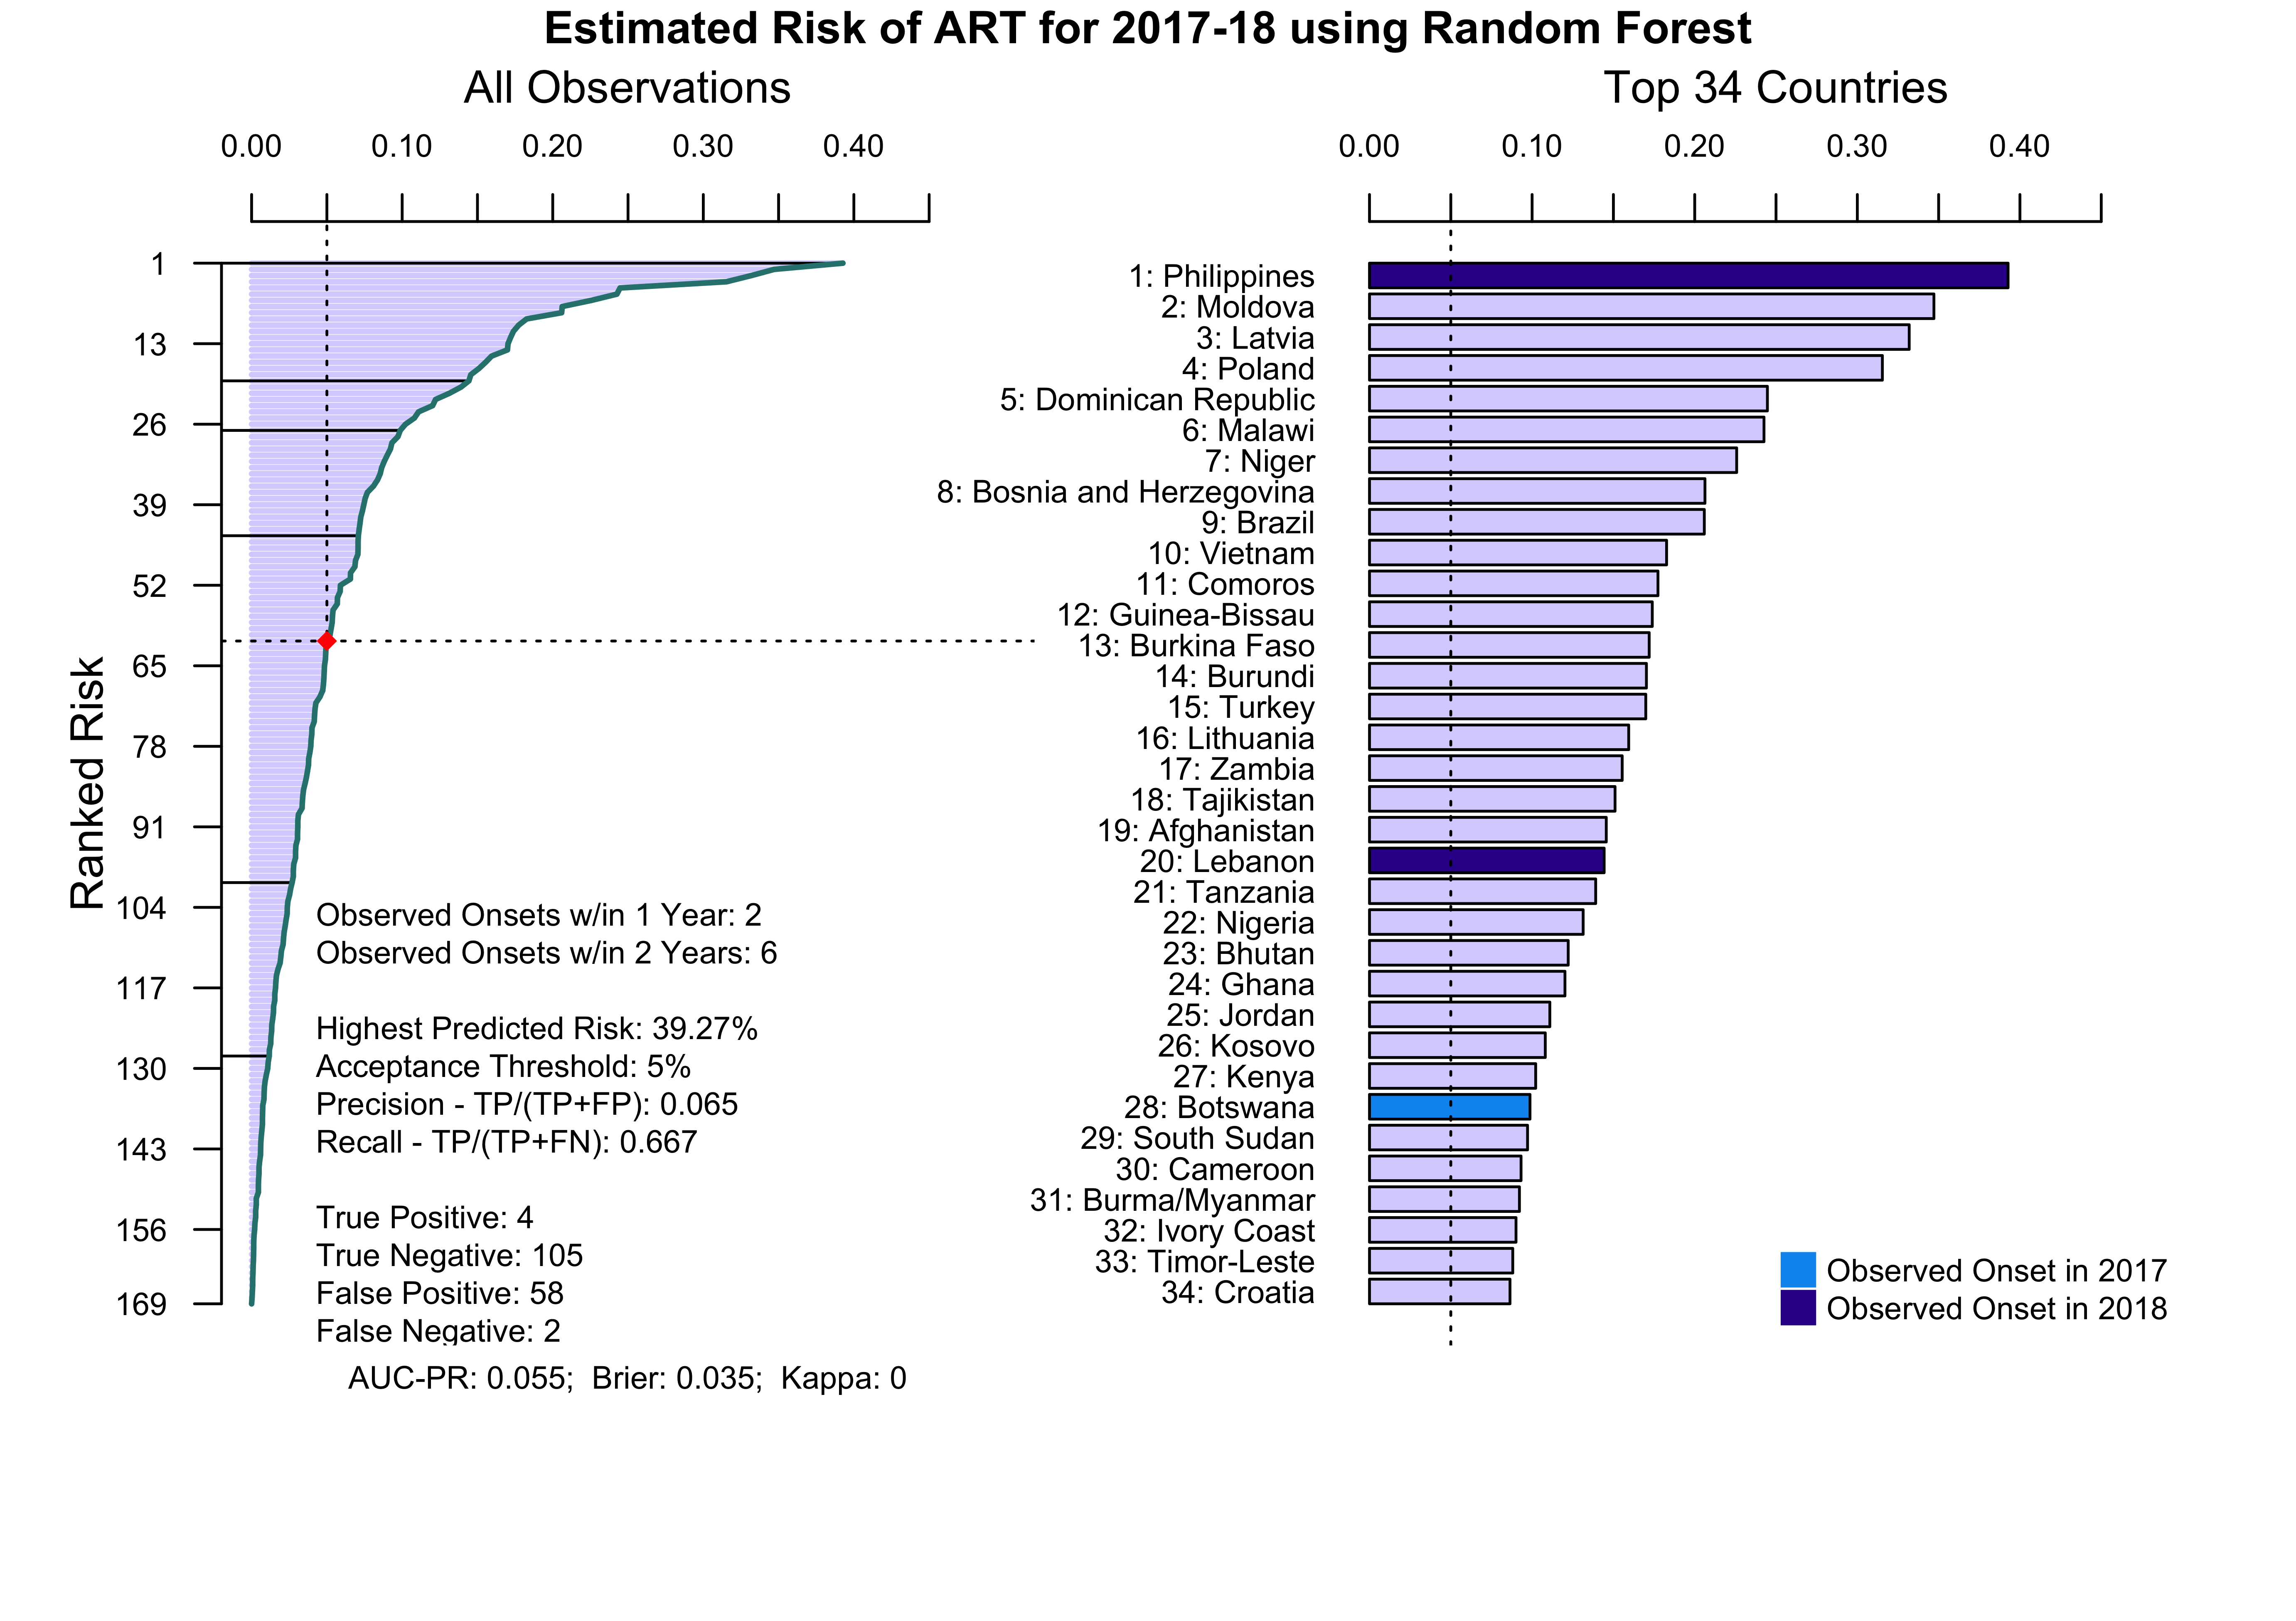 Estimated Risk of ART for 2017-18 using Random Forest
All Observations
0.00 0.10 0.20 0.30 0.40
Ranked Risk
1
13
26
39
52
65
78
91
104
117
130
143
156
169
Observed Onsets w/in 1 Year: 2
Observed Onsets w/in 2 Years: 6
Highest Predicted Risk: 39.27%
Acceptance Threshold: 5%
Precision - TP/(TP+FP): 0.065
Recall - TP/(TP+FN): 0.667
True Positive: 4
True Negative: 105
False Positive: 58
False Negative: 2
AUC-PR: 0.055; Brier: 0.035; Kappa: 0
Top 34 Countries
0.00 0.10 0.20 0.30 0.40
1: Philippines
2: Moldova
3: Latvia
4: Poland
5: Dominican Republic
6: Malawi
7: Niger
8: Bosnia and Herzegovina
9: Brazil
10: Vietnam
11: Comoros
12: Guinea-Bissau
13: Burkina Faso
14: Burundi
15: Turkey
16: Lithuania
17: Zambia
18: Tajikistan
19: Afghanistan
20: Lebanon
21: Tanzania
22: Nigeria
23: Bhutan
24: Ghana
25: Jordan
26: Kosovo
27: Kenya
28: Botswana
29: South Sudan
30: Cameroon
31: Burma/Myanmar
32: Ivory Coast
33: Timor-Leste
34: Croatia
Observed Onset in 2017
Observed Onset in 2018